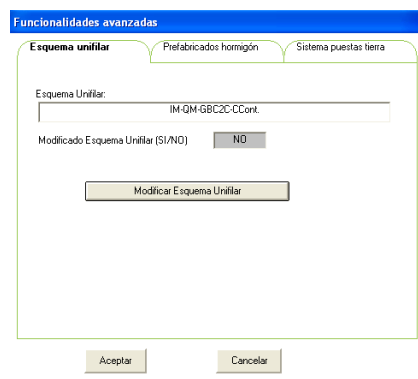 Funcionalidades avanzadas
Esquema unifilar
Prefabricados hormigón
Sistema puestas tierra
Esquema Unifilar:
IM-QM-GBC2C-CCont.
Modificado Esquema Unifilar (SI/NO)
NO
Modificar Esquema Unifilar
Aceptar
Cancelar